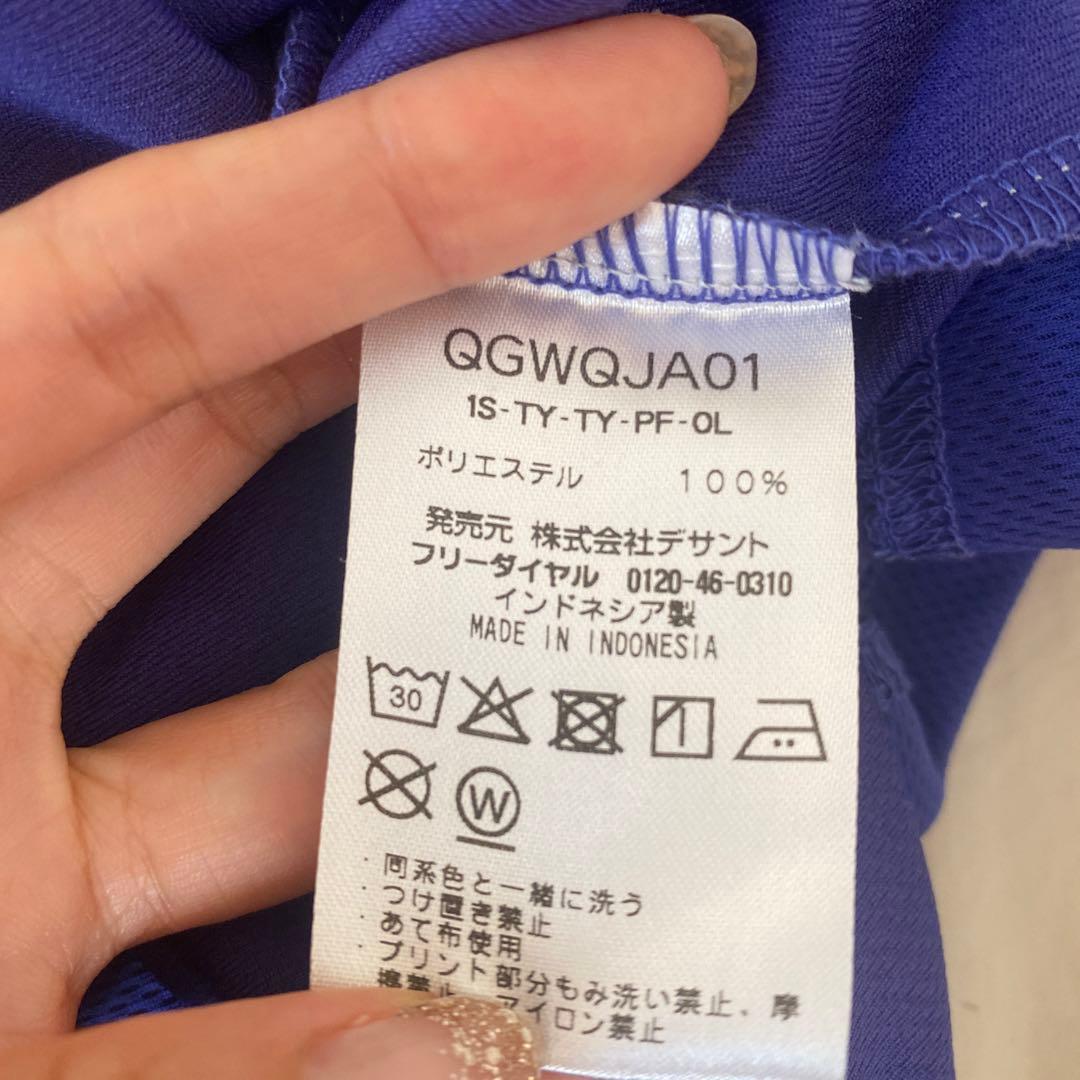 QGWQJA01
1S-TY-TY-PF-OL
ポリエステル 100%
発売元 株式会社デサント
フリーダイヤル 0120-46-0310
インドネシア製
MADE IN INDONESIA
30
W
・同系色と一緒に洗う
・つけ置き禁止
・あて布使用
・プリント部分もみ洗い禁止、摩
擦禁止、アイロン禁止